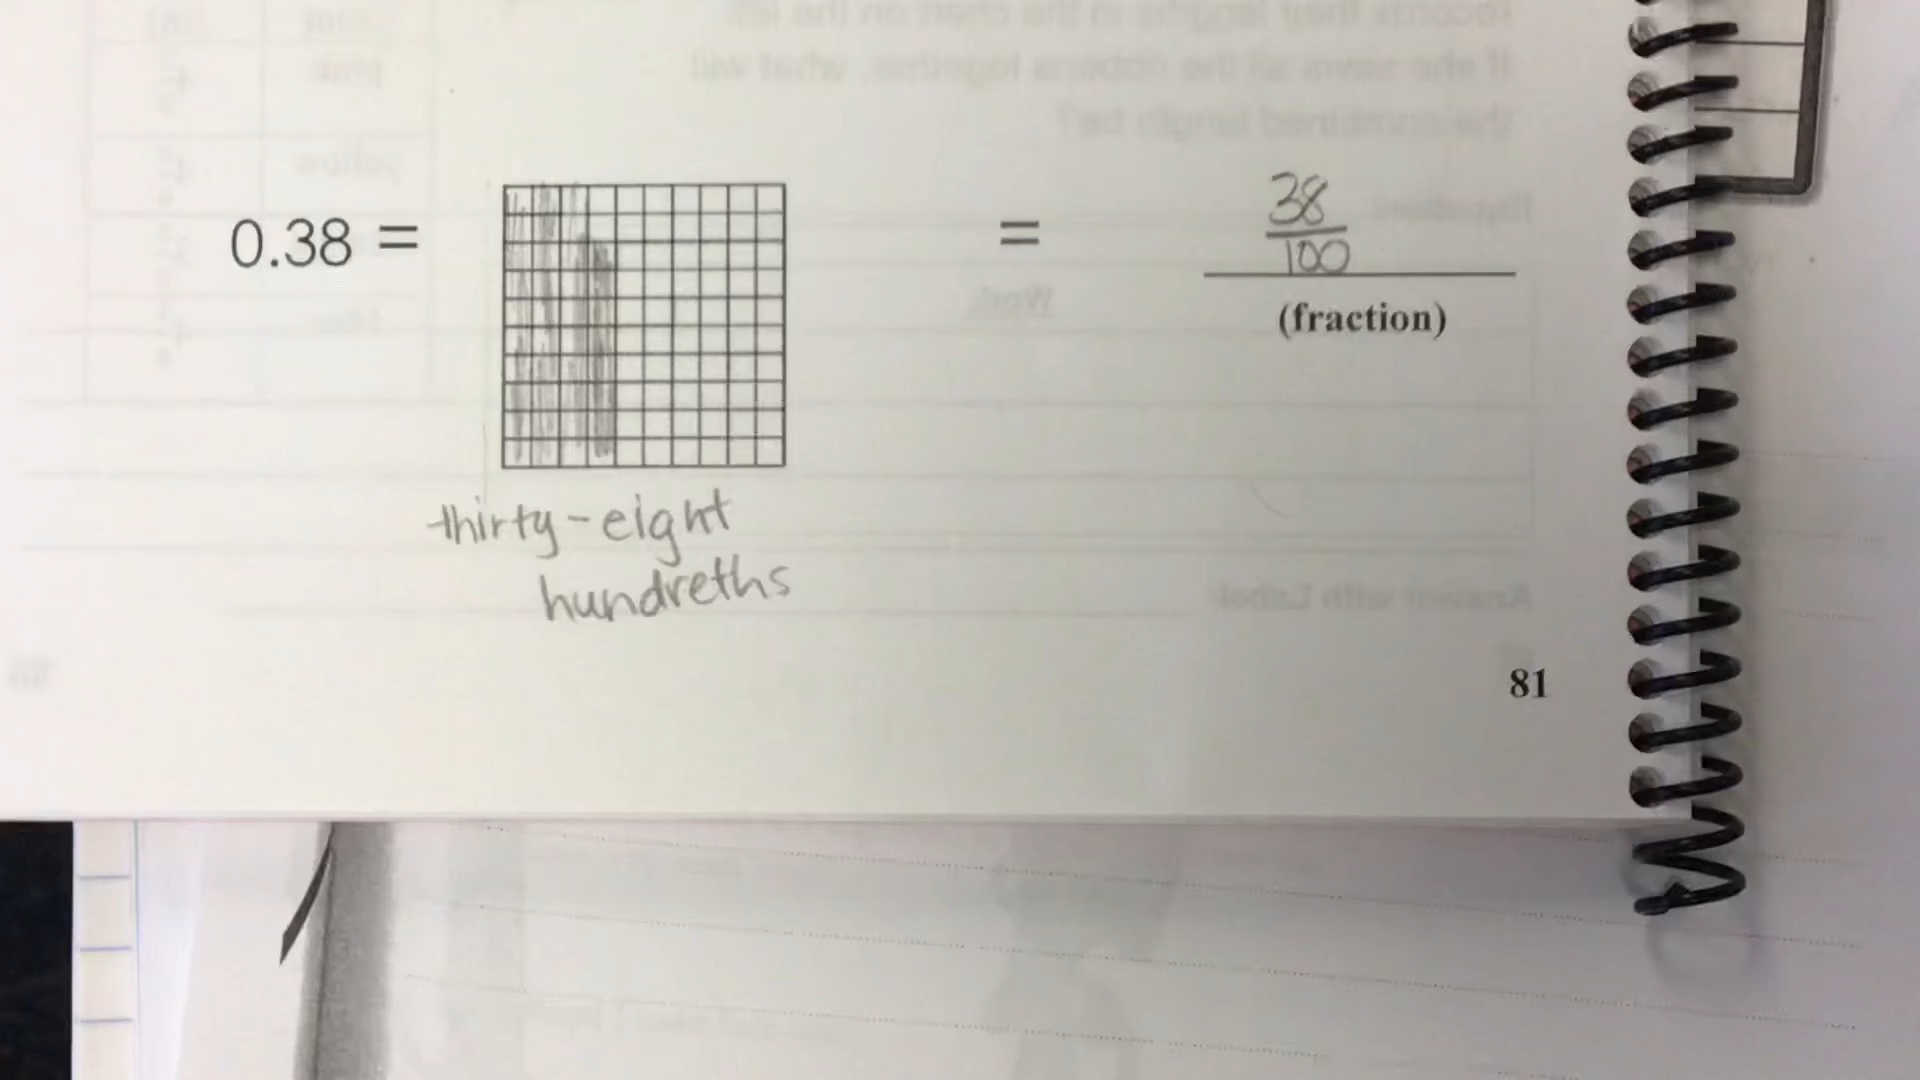 0.38 =
=
38
100
(fraction)
thirty-eight
hundreths
81